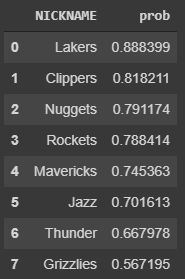 NICKNAME prob
0 Lakers 0.888399
1 Clippers 0.818211
2 Nuggets 0.791174
3 Rockets 0.788414
4 Mavericks 0.745363
5 Jazz 0.701613
6 Thunder 0.667978
7 Grizzlies 0.567195